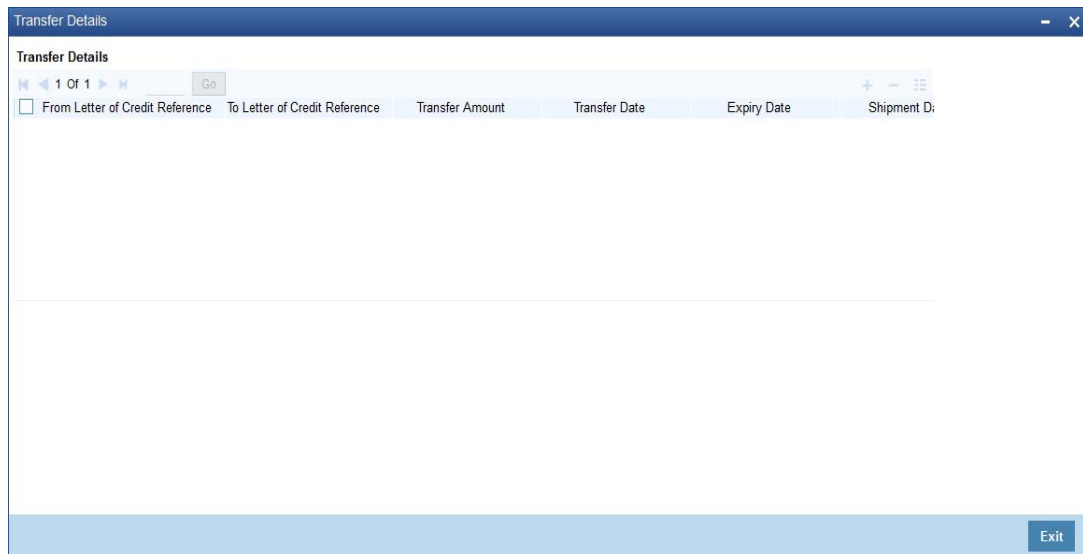 Transfer Details
Transfer Details
1 Of 1 Go
From Letter of Credit Reference To Letter of Credit Reference Transfer Amount Transfer Date Expiry Date Shipment
Exit